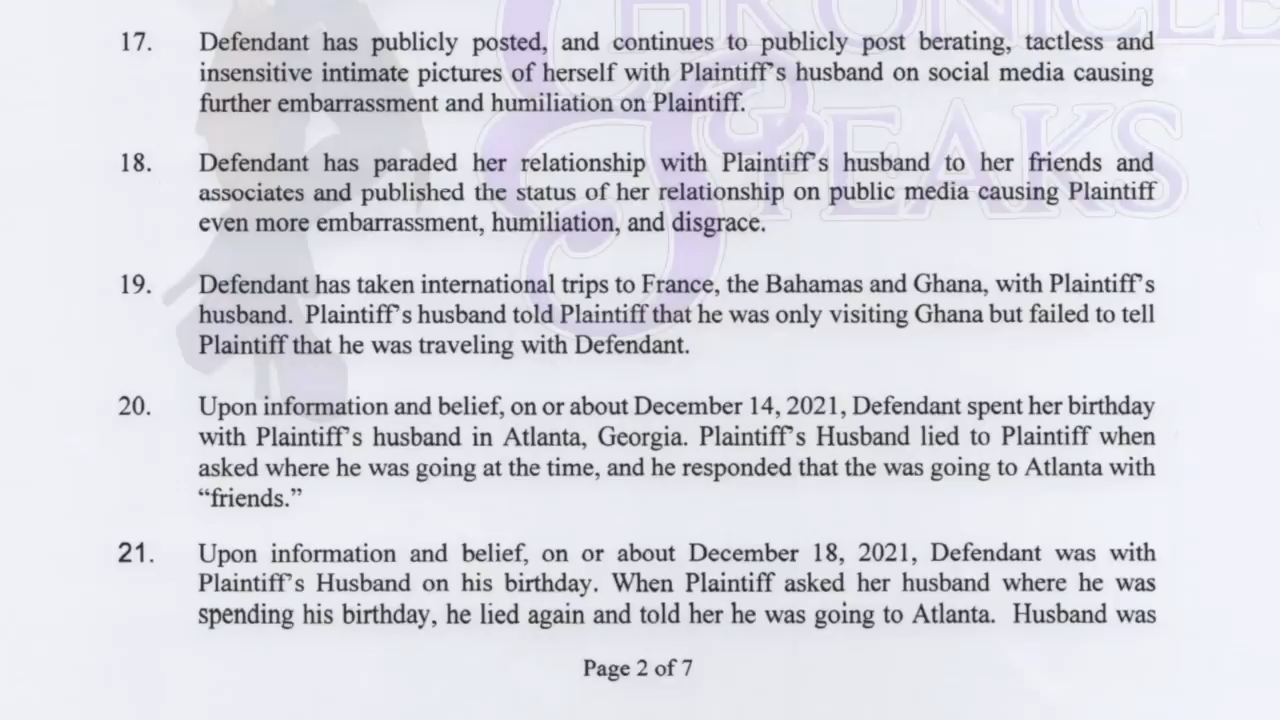 CHRONICLE
SPEAKS
17. Defendant has publicly posted, and continues to publicly post berating, tactless and
insensitive intimate pictures of herself with Plaintiff's husband on social media causing
further embarrassment and humiliation on Plaintiff.
18. Defendant has paraded her relationship with Plaintiff's husband to her friends and
associates and published the status of her relationship on public media causing Plaintiff
even more embarrassment, humiliation, and disgrace.
19. Defendant has taken international trips to France, the Bahamas and Ghana, with Plaintiff's
husband. Plaintiff's husband told Plaintiff that he was only visiting Ghana but failed to tell
Plaintiff that he was traveling with Defendant.
20. Upon information and belief, on or about December 14, 2021, Defendant spent her birthday
with Plaintiff's husband in Atlanta, Georgia. Plaintiff's Husband lied to Plaintiff when
asked where he was going at the time, and he responded that the was going to Atlanta with
“friends.”
21. Upon information and belief, on or about December 18, 2021, Defendant was with
Plaintiff's Husband on his birthday. When Plaintiff asked her husband where he was
spending his birthday, he lied again and told her he was going to Atlanta. Husband was
Page 2 of 7